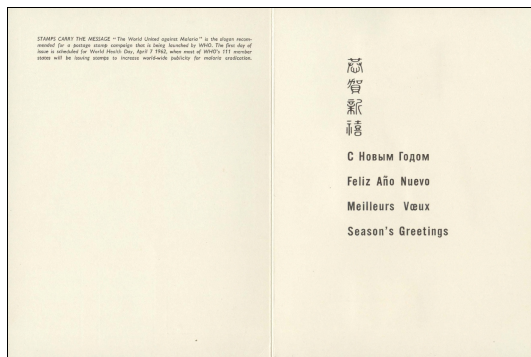 STAMPS CARRY THE MESSAGE "The World United against Malaria" is the slogan recom-
mended for a postage stamp campaign that is being launched by WHO. The first day of
issue is scheduled for World Health Day, April 7 1962, when most of WHO's 111 member
states will be issuing stamps to increase world-wide publicity for malaria eradication.
恭
賀
新
禧
С Новым Годом
Feliz Año Nuevo
Meilleurs Vœux
Season's Greetings